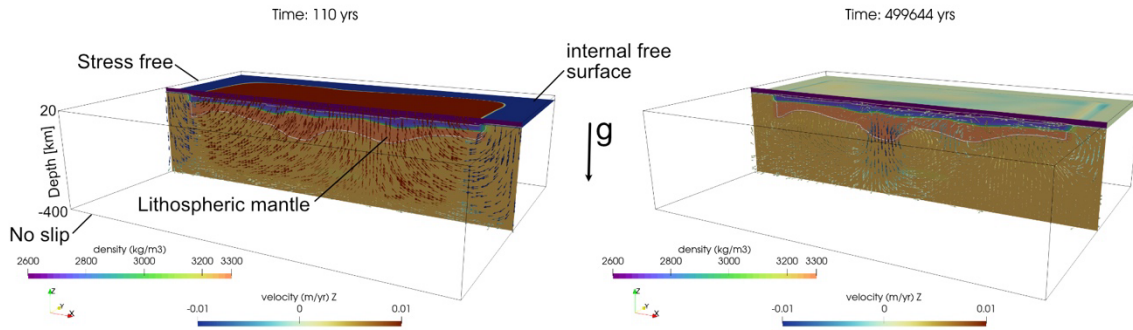 Time: 110 yrs
Time: 499644 yrs
Stress free
internal free
surface
20
Depth [km]
-400
g
Lithospheric mantle
No slip
density (kg/m3)
2600 2800 3000 3200 3300
density (kg/m3)
2600 2800 3000 3200 3300
velocity (m/yr) Z
-0.01 0 0.01
velocity (m/yr) Z
-0.01 0 0.01
Z
Y
X
Z
Y
X